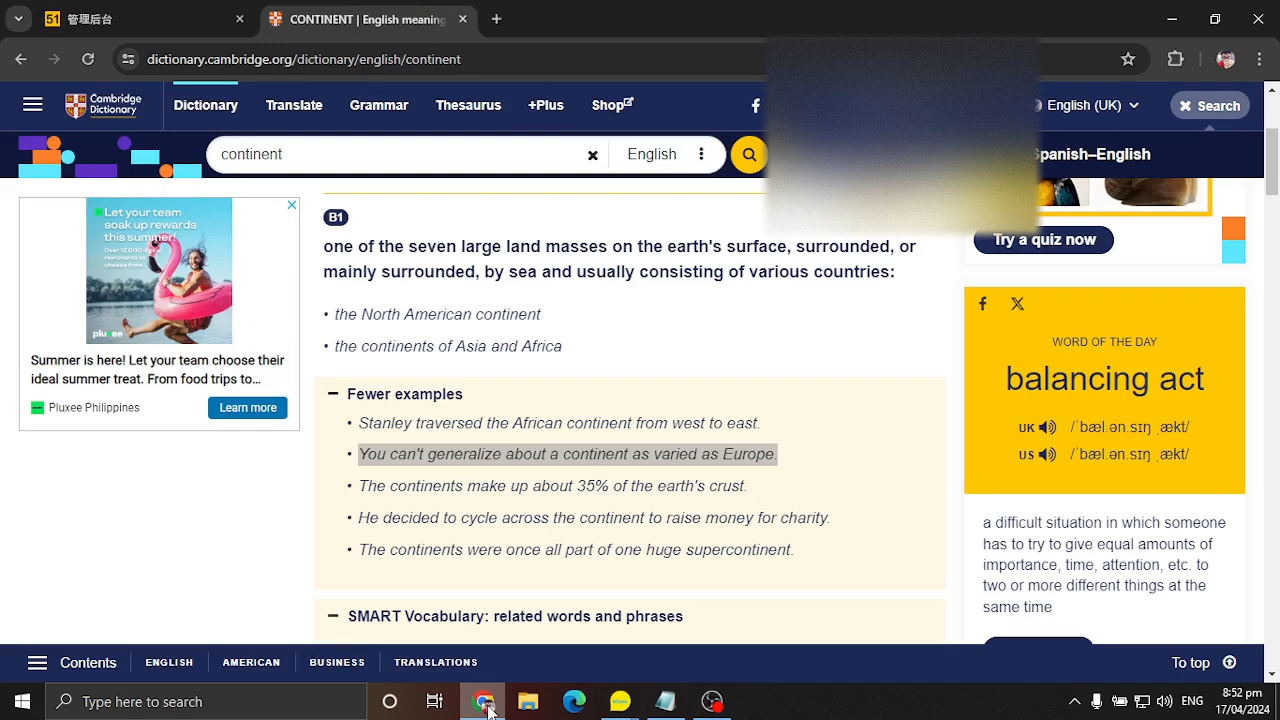 管理后台
CONTINENT | English meaning
dictionary.cambridge.org/dictionary/english/continent
Cambridge Dictionary
Dictionary
Translate
Grammar
Thesaurus
+Plus
Shop
English (UK)
Search
continent
English
Spanish–English
Let your team
soak up rewards
this summer!
pluxee
Summer is here! Let your team choose their
ideal summer treat. From food trips to...
Pluxee Philippines
Learn more
B1
one of the seven large land masses on the earth's surface, surrounded, or
mainly surrounded, by sea and usually consisting of various countries:
• the North American continent
• the continents of Asia and Africa
Fewer examples
• Stanley traversed the African continent from west to east.
• You can't generalize about a continent as varied as Europe.
• The continents make up about 35% of the earth's crust.
• He decided to cycle across the continent to raise money for charity.
• The continents were once all part of one huge supercontinent.
SMART Vocabulary: related words and phrases
Try a quiz now
WORD OF THE DAY
balancing act
UK /ˈbæl.ən.sɪŋ ˌækt/
US /ˈbæl.ən.sɪŋ ˌækt/
a difficult situation in which someone
has to try to give equal amounts of
importance, time, attention, etc. to
two or more different things at the
same time
Contents
ENGLISH
AMERICAN
BUSINESS
TRANSLATIONS
To top
Type here to search
ENG
8:52 pm
17/04/2024